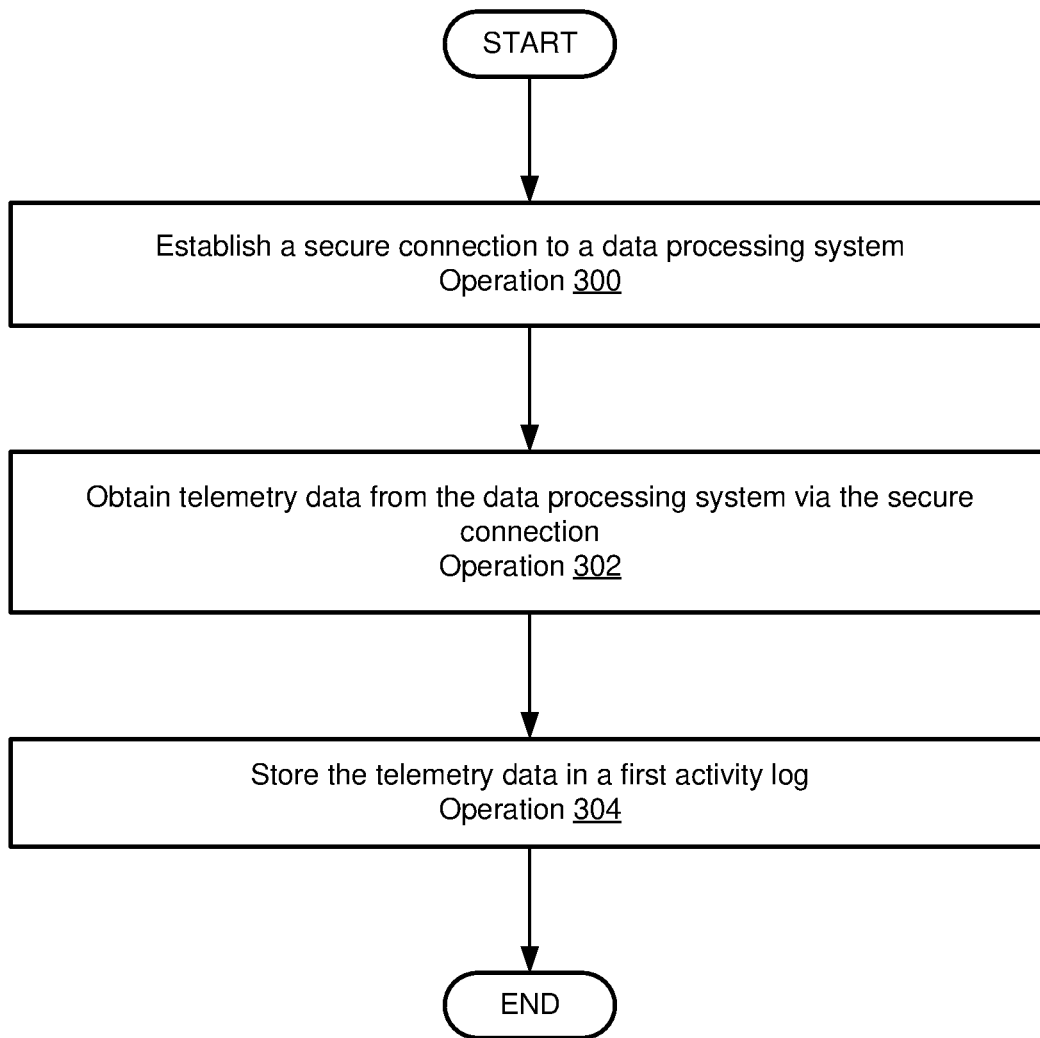 START
Establish a secure connection to a data processing system
Operation 300
Obtain telemetry data from the data processing system via the secure
connection
Operation 302
Store the telemetry data in a first activity log
Operation 304
END